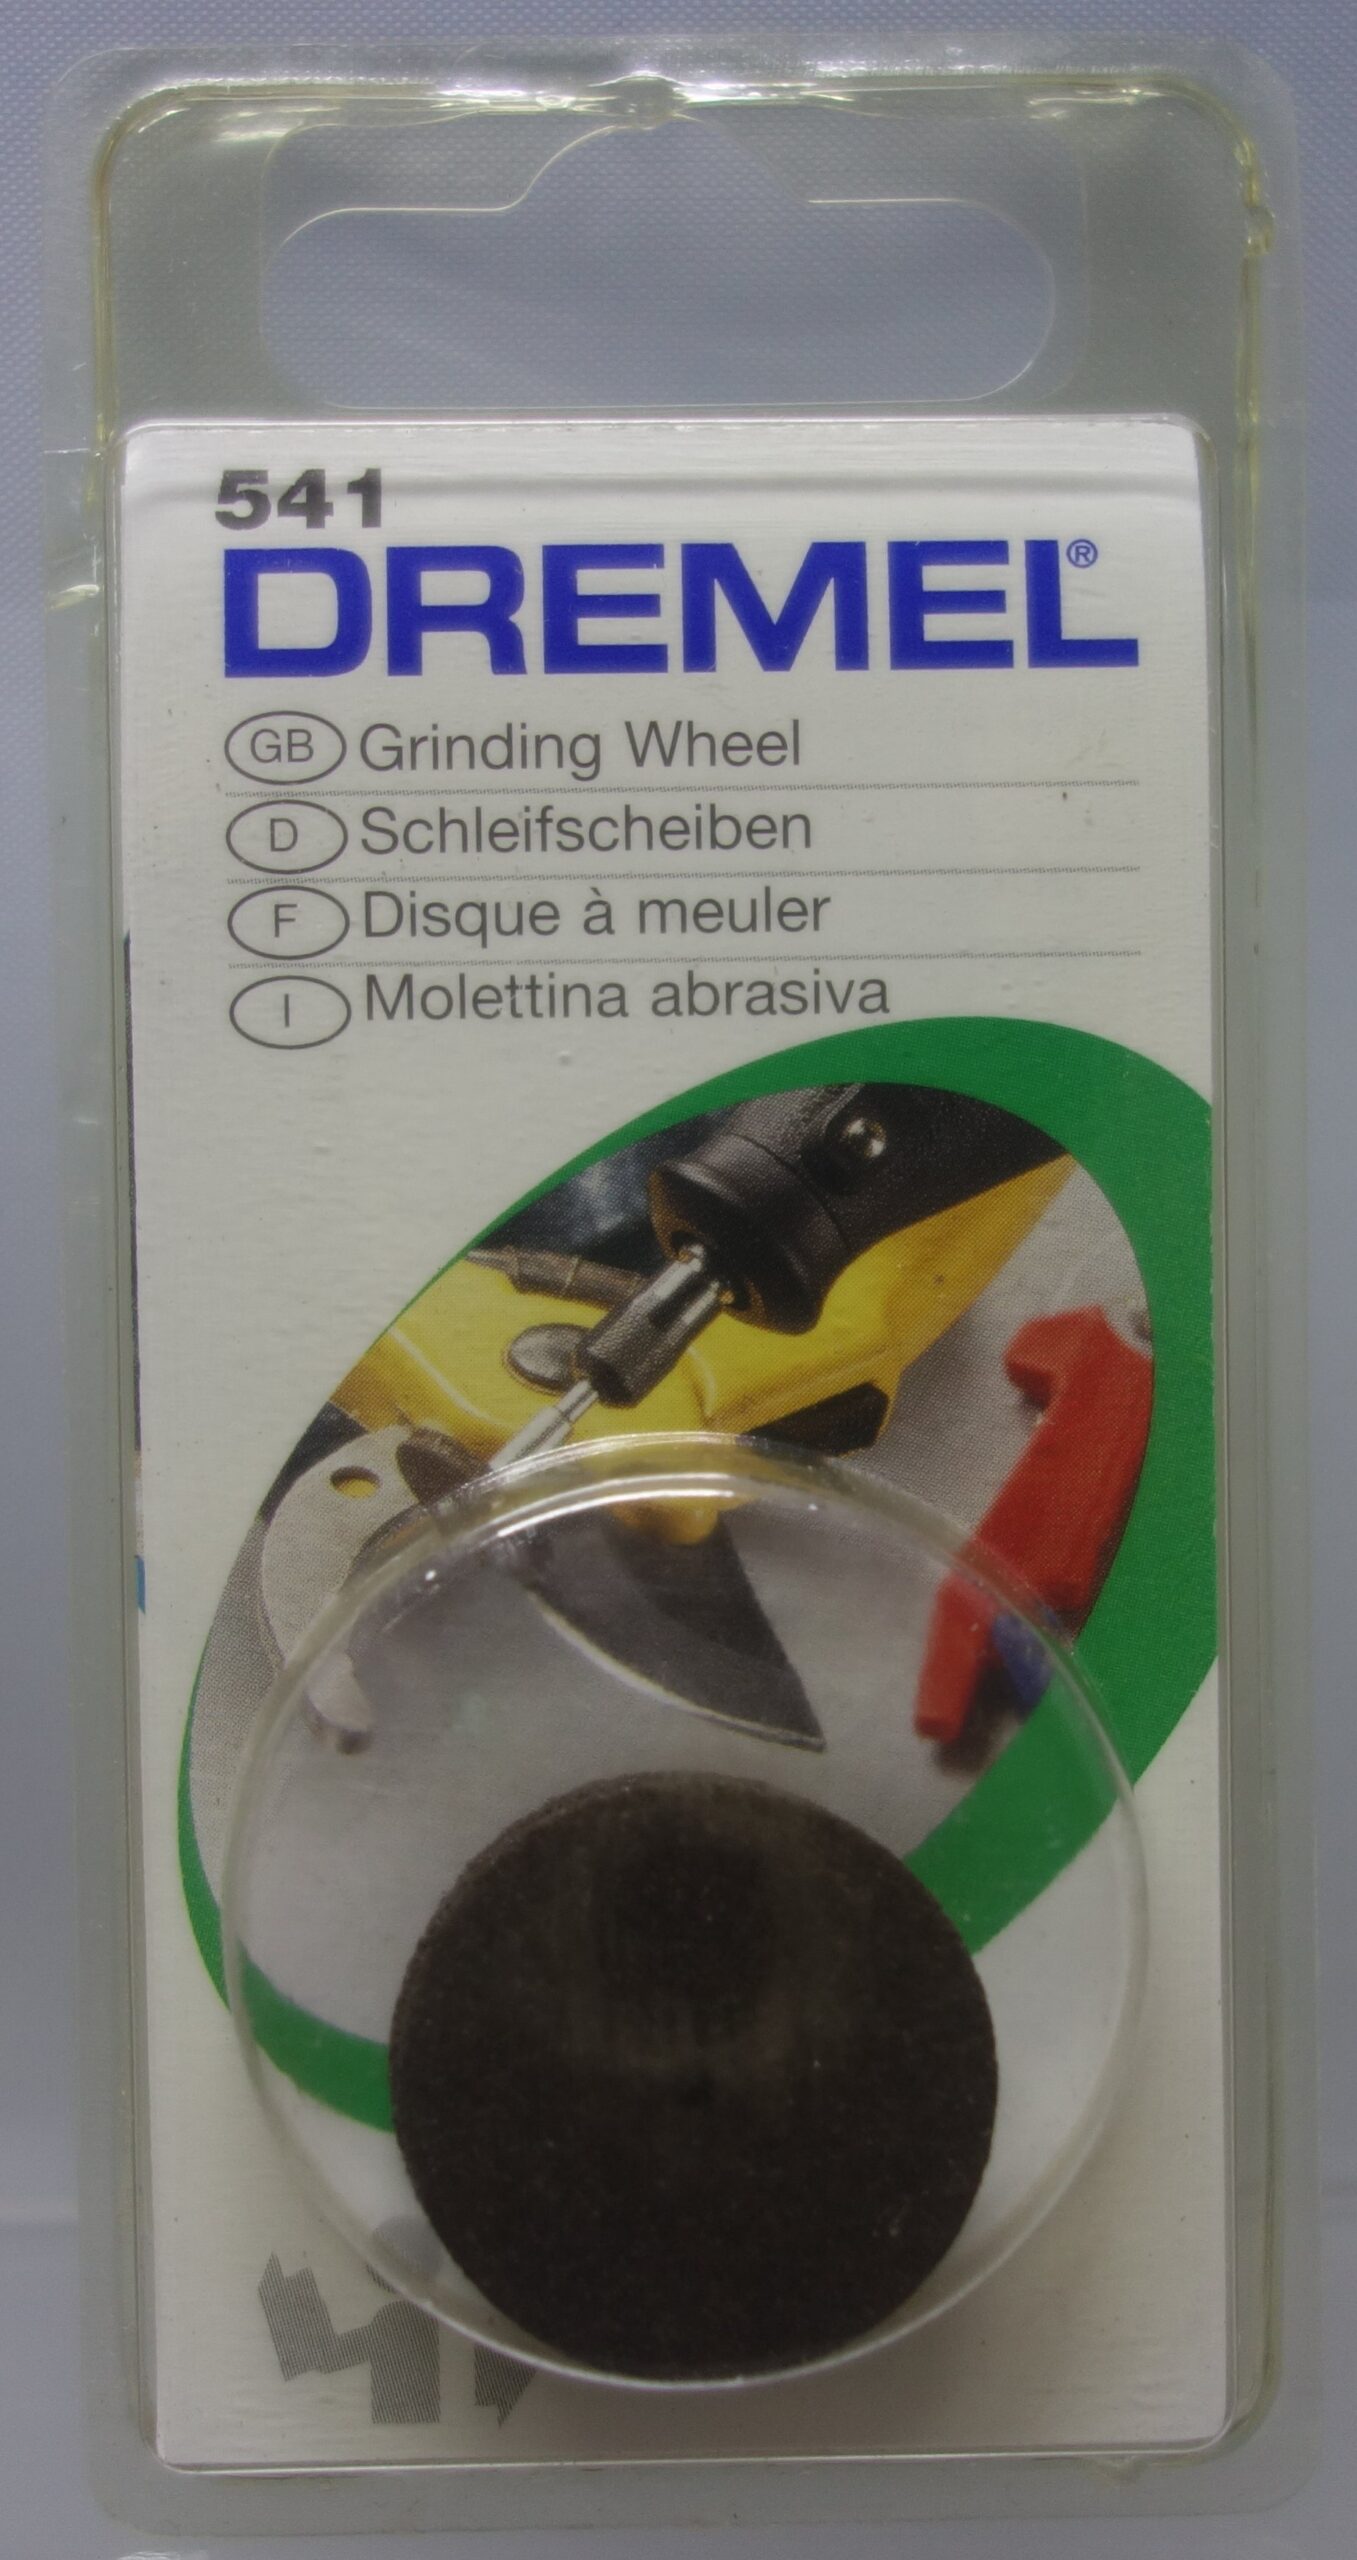 541
DREMEL®
GB Grinding Wheel
D Schleifscheiben
F Disque à meuler
I Molettina abrasiva